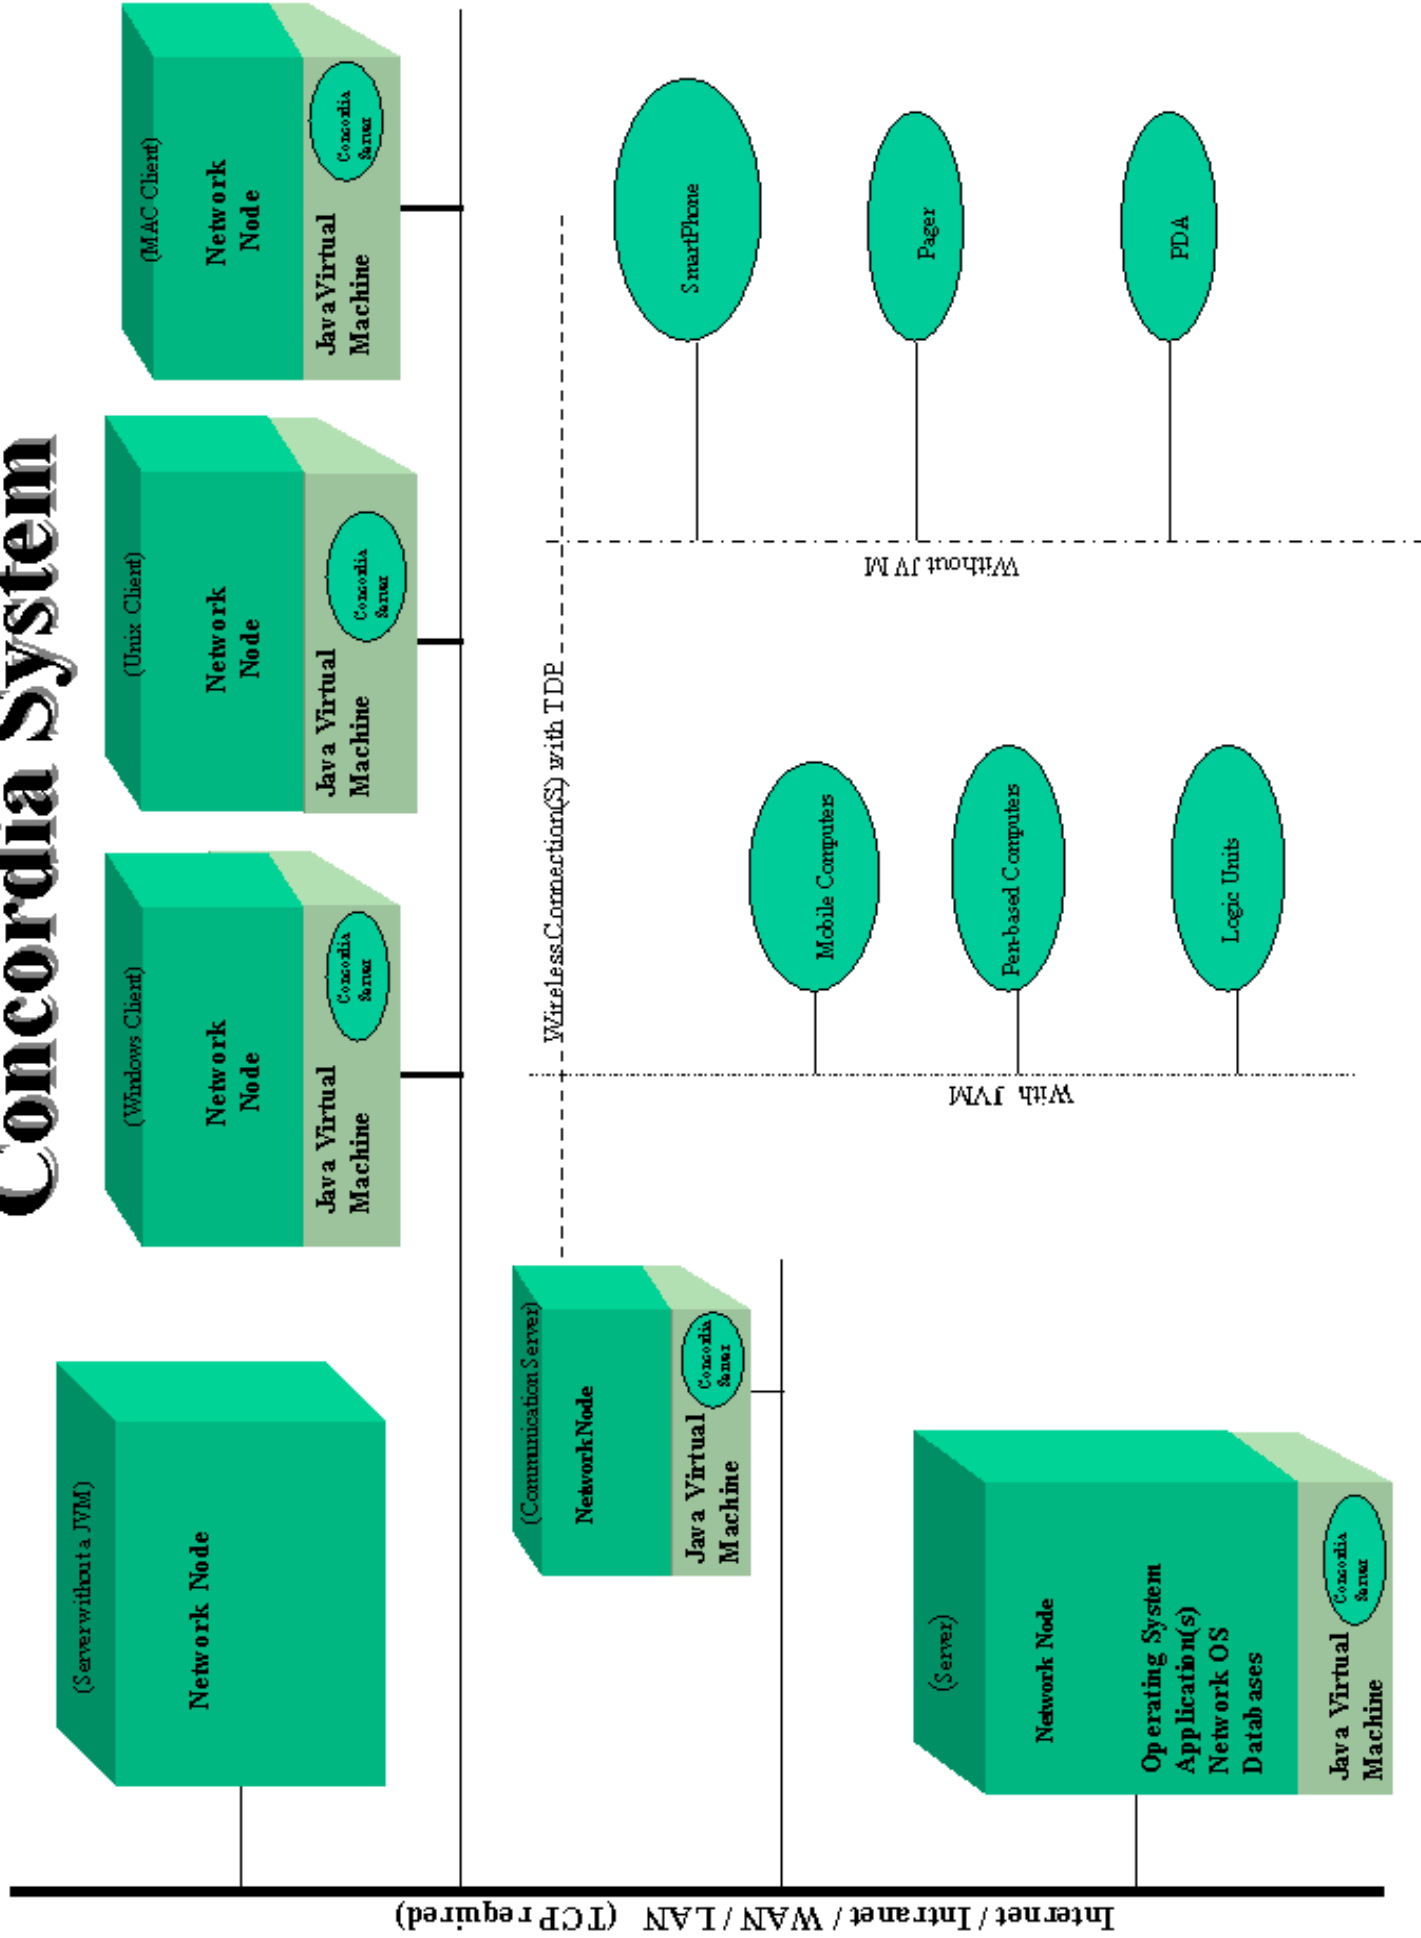 Concordia System
(Server without a JVM)
Network Node
(Windows Client)
Network
Node
Java Virtual
Machine
Concordia
Server
(Unix Client)
Network
Node
Java Virtual
Machine
Concordia
Server
(MAC Client)
Network
Node
Java Virtual
Machine
Concordia
Server
Internet / Intranet / WAN / LAN (TCP required)
(Communication Server)
Network Node
Java Virtual
Machine
Concordia
Server
Wireless Connection(S) with TDP
With JVM
Mobile Computers
Pen-based Computers
Logic Units
Without JVM
SmartPhone
Pager
PDA
(Server)
Network Node
Operating System
Application(s)
Network OS
Databases
Java Virtual
Machine
Concordia
Server